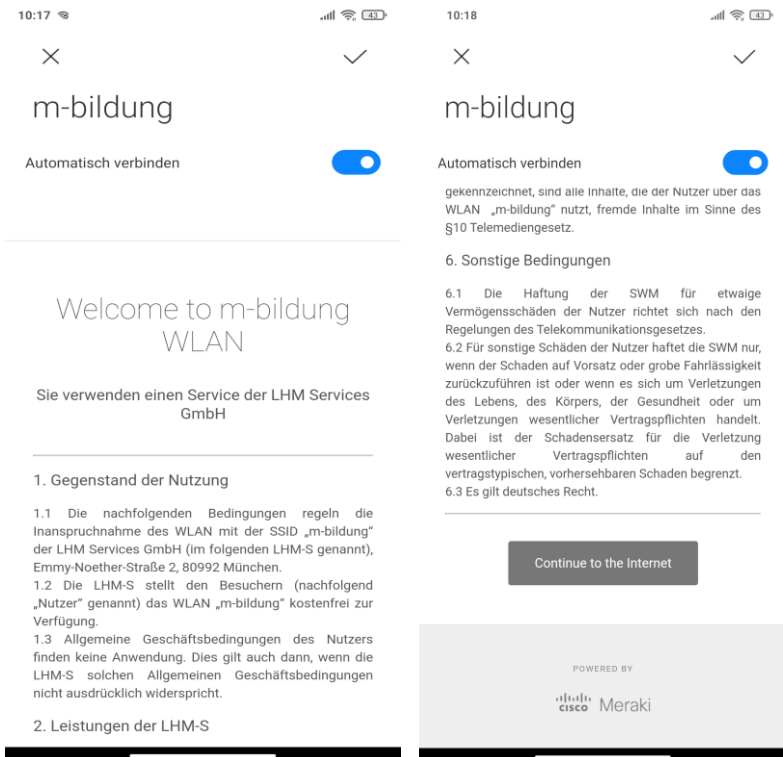 10:17
43
m-bildung
Automatisch verbinden
Welcome to m-bildung
WLAN
Sie verwenden einen Service der LHM Services
GmbH
1. Gegenstand der Nutzung
1.1 Die nachfolgenden Bedingungen regeln die
Inanspruchnahme des WLAN mit der SSID „m-bildung“
der LHM Services GmbH (im folgenden LHM-S genannt),
Emmy-Noether-Straße 2, 80992 München.
1.2 Die LHM-S stellt den Besuchern (nachfolgend
„Nutzer“ genannt) das WLAN „m-bildung“ kostenfrei zur
Verfügung.
1.3 Allgemeine Geschäftsbedingungen des Nutzers
finden keine Anwendung. Dies gilt auch dann, wenn die
LHM-S solchen Allgemeinen Geschäftsbedingungen
nicht ausdrücklich widerspricht.
2. Leistungen der LHM-S
10:18
43
m-bildung
Automatisch verbinden
gekennzeichnet, sind alle Inhalte, die der Nutzer über das
WLAN „m-bildung“ nutzt, fremde Inhalte im Sinne des
§10 Telemediengesetz.
6. Sonstige Bedingungen
6.1 Die Haftung der SWM für etwaige
Vermögensschäden der Nutzer richtet sich nach den
Regelungen des Telekommunikationsgesetzes.
6.2 Für sonstige Schäden der Nutzer haftet die SWM nur,
wenn der Schaden auf Vorsatz oder grobe Fahrlässigkeit
zurückzuführen ist oder wenn es sich um Verletzungen
des Lebens, des Körpers, der Gesundheit oder um
Verletzungen wesentlicher Vertragspflichten handelt.
Dabei ist der Schadensersatz für die Verletzung
wesentlicher Vertragspflichten auf den
vertragstypischen, vorhersehbaren Schaden begrenzt.
6.3 Es gilt deutsches Recht.
Continue to the Internet
POWERED BY
cisco Meraki